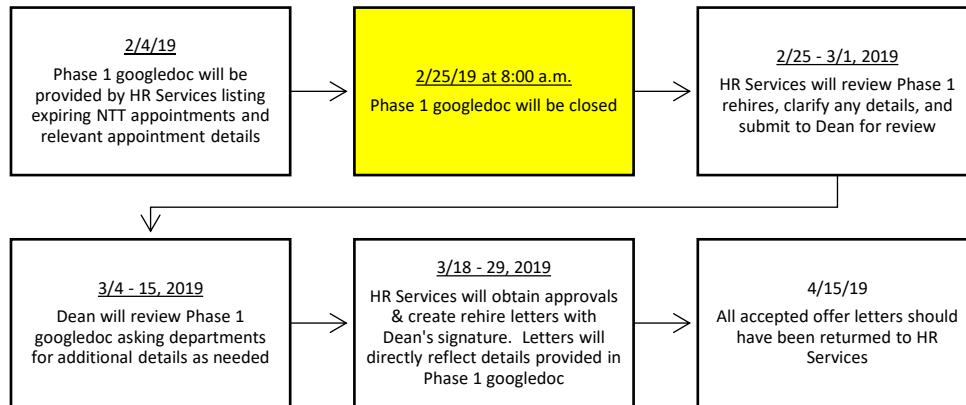 2/4/19
Phase 1 googledoc will be
provided by HR Services listing
expiring NTT appointments and
relevant appointment details
2/25/19 at 8:00 a.m.
Phase 1 googledoc will be closed
2/25 - 3/1, 2019
HR Services will review Phase 1
rehires, clarify any details, and
submit to Dean for review
3/4 - 15, 2019
Dean will review Phase 1
googledoc asking departments
for additional details as needed
3/18 - 29, 2019
HR Services will obtain approvals
& create rehire letters with
Dean's signature.  Letters will
directly reflect details provided in
Phase 1 googledoc
4/15/19
All accepted offer letters should
have been returmed to HR
Services